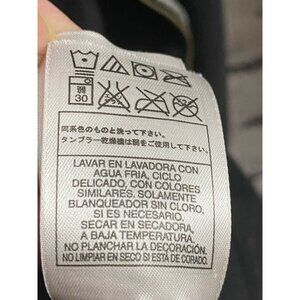 弱
30
同系色のものと洗って下さい。
タンブラー乾燥機は弱をご使用して下さい。
LAVAR EN LAVADORA CON
AGUA FRIA, CICLO
DELICADO, CON COLORES
SIMILARES. SOLAMENTE
BLANQUEADOR SIN CLORO,
SI ES NECESARIO.
SECAR EN SECADORA,
A BAJA TEMPERATURA.
NO PLANCHAR LA DECORACIÓN.
NO LIMPIAR EN SECO SI ESTÁ DE CORADO.